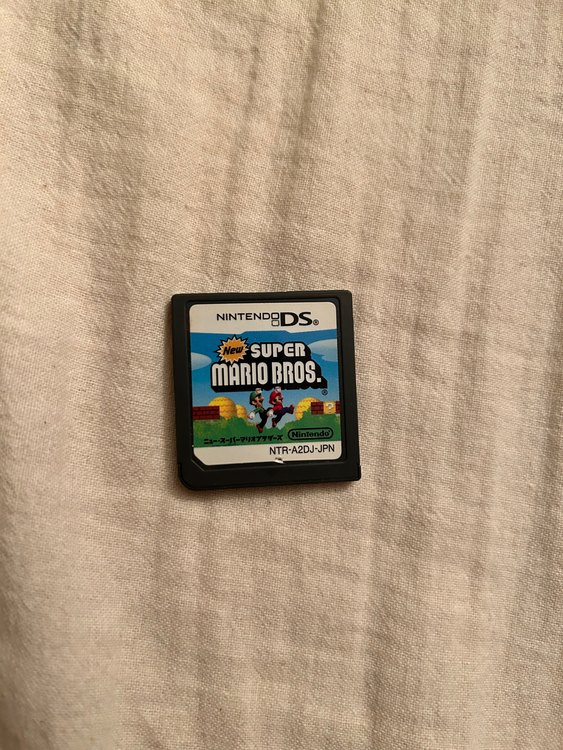 NINTENDO DS®
New SUPER
MARIO BROS.®
ニュー・スーパーマリオブラザーズ
Nintendo
NTR-A2DJ-JPN